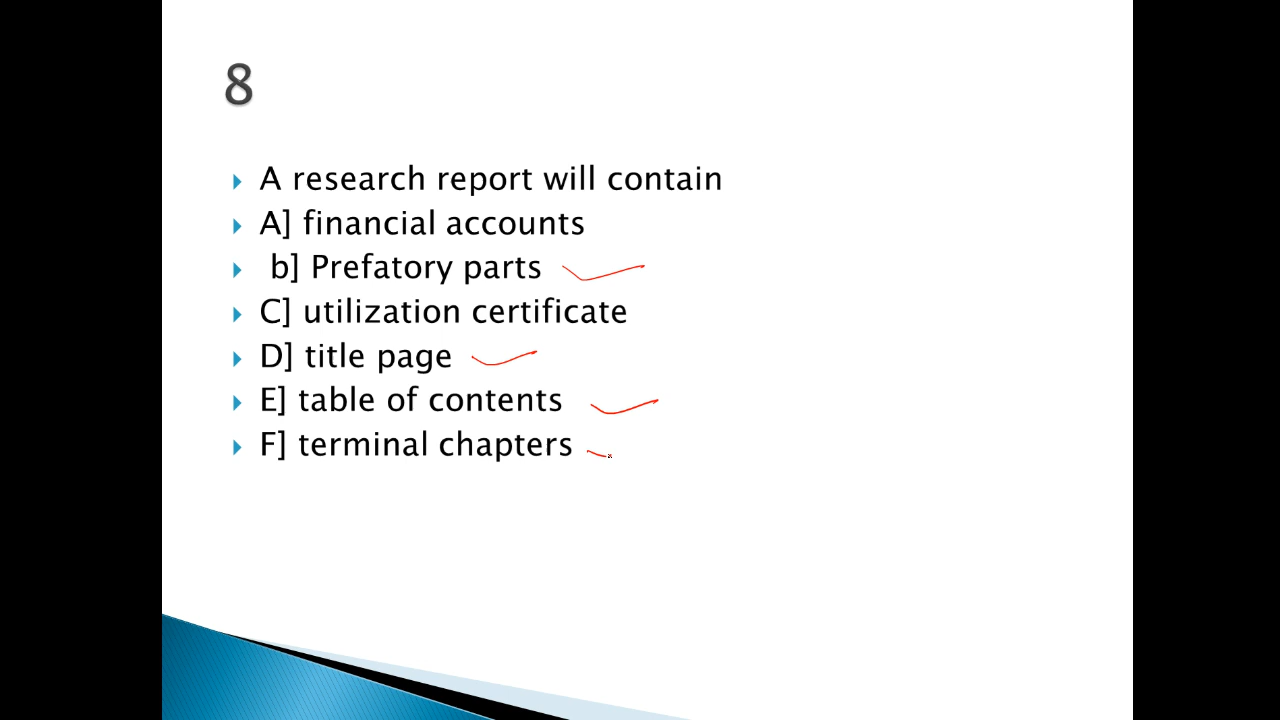 8
A research report will contain
A] financial accounts
b] Prefatory parts
C] utilization certificate
D] title page
E] table of contents
F] terminal chapters